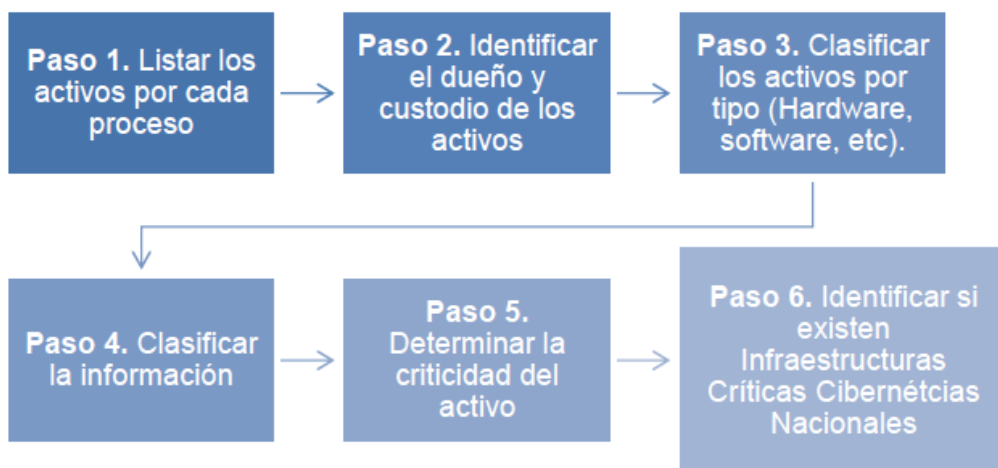 Paso 1. Listar los
activos por cada
proceso
Paso 2. Identificar
el dueño y
custodio de los
activos
Paso 3. Clasificar
los activos por
tipo (Hardware,
software, etc).
Paso 4. Clasificar
la información
Paso 5.
Determinar la
criticidad del
activo
Paso 6. Identificar si
existen
Infraestructuras
Críticas Cibernétcias
Nacionales